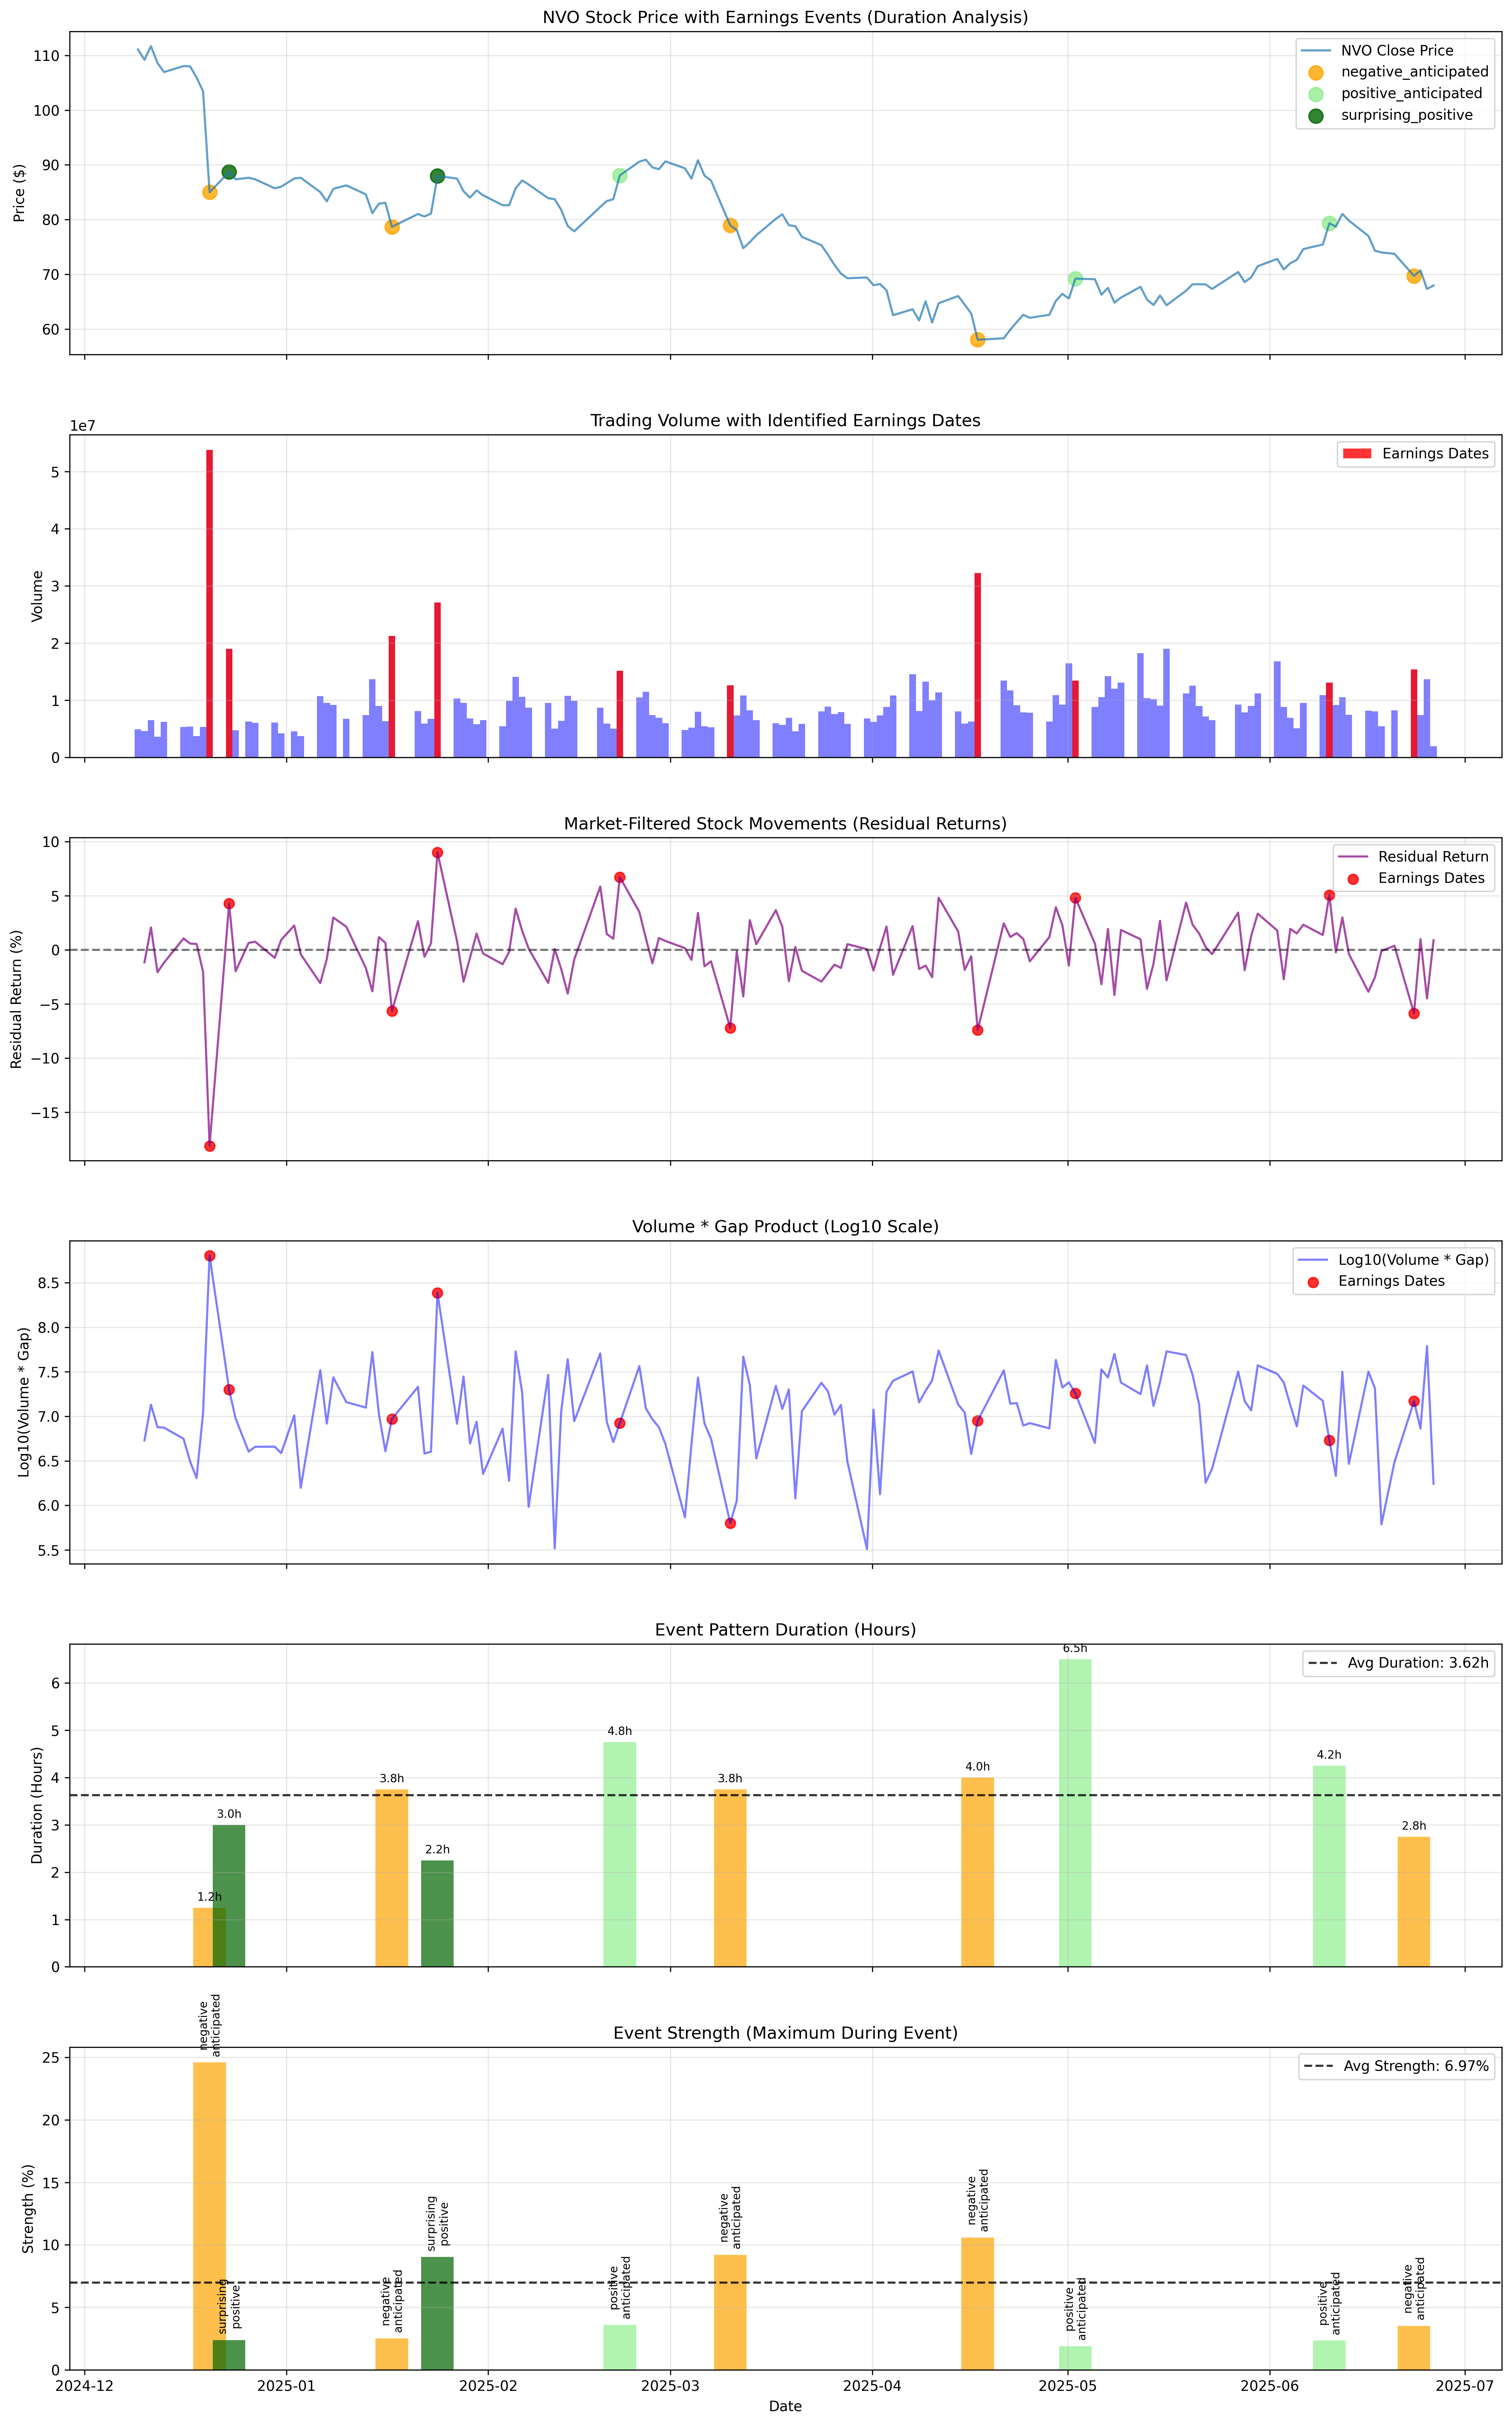 NVO Stock Price with Earnings Events (Duration Analysis)
Price ($)
110
100
90
80
70
60
NVO Close Price
negative_anticipated
positive_anticipated
surprising_positive
Trading Volume with Identified Earnings Dates
1e7
Volume
5
4
3
2
1
0
Earnings Dates
Market-Filtered Stock Movements (Residual Returns)
Residual Return (%)
10
5
0
−5
−10
−15
Residual Return
Earnings Dates
Volume * Gap Product (Log10 Scale)
Log10(Volume * Gap)
8.5
8.0
7.5
7.0
6.5
6.0
5.5
Log10(Volume * Gap)
Earnings Dates
Event Pattern Duration (Hours)
Duration (Hours)
6
5
4
3
2
1
0
Avg Duration: 3.62h
1.2h
3.0h
3.8h
2.2h
4.8h
3.8h
4.0h
6.5h
4.2h
2.8h
Event Strength (Maximum During Event)
Strength (%)
25
20
15
10
5
0
Avg Strength: 6.97%
negative
anticipated
surprising
positive
negative
anticipated
surprising
positive
positive
anticipated
negative
anticipated
negative
anticipated
positive
anticipated
positive
anticipated
negative
anticipated
2024-12
2025-01
2025-02
2025-03
2025-04
2025-05
2025-06
2025-07
Date